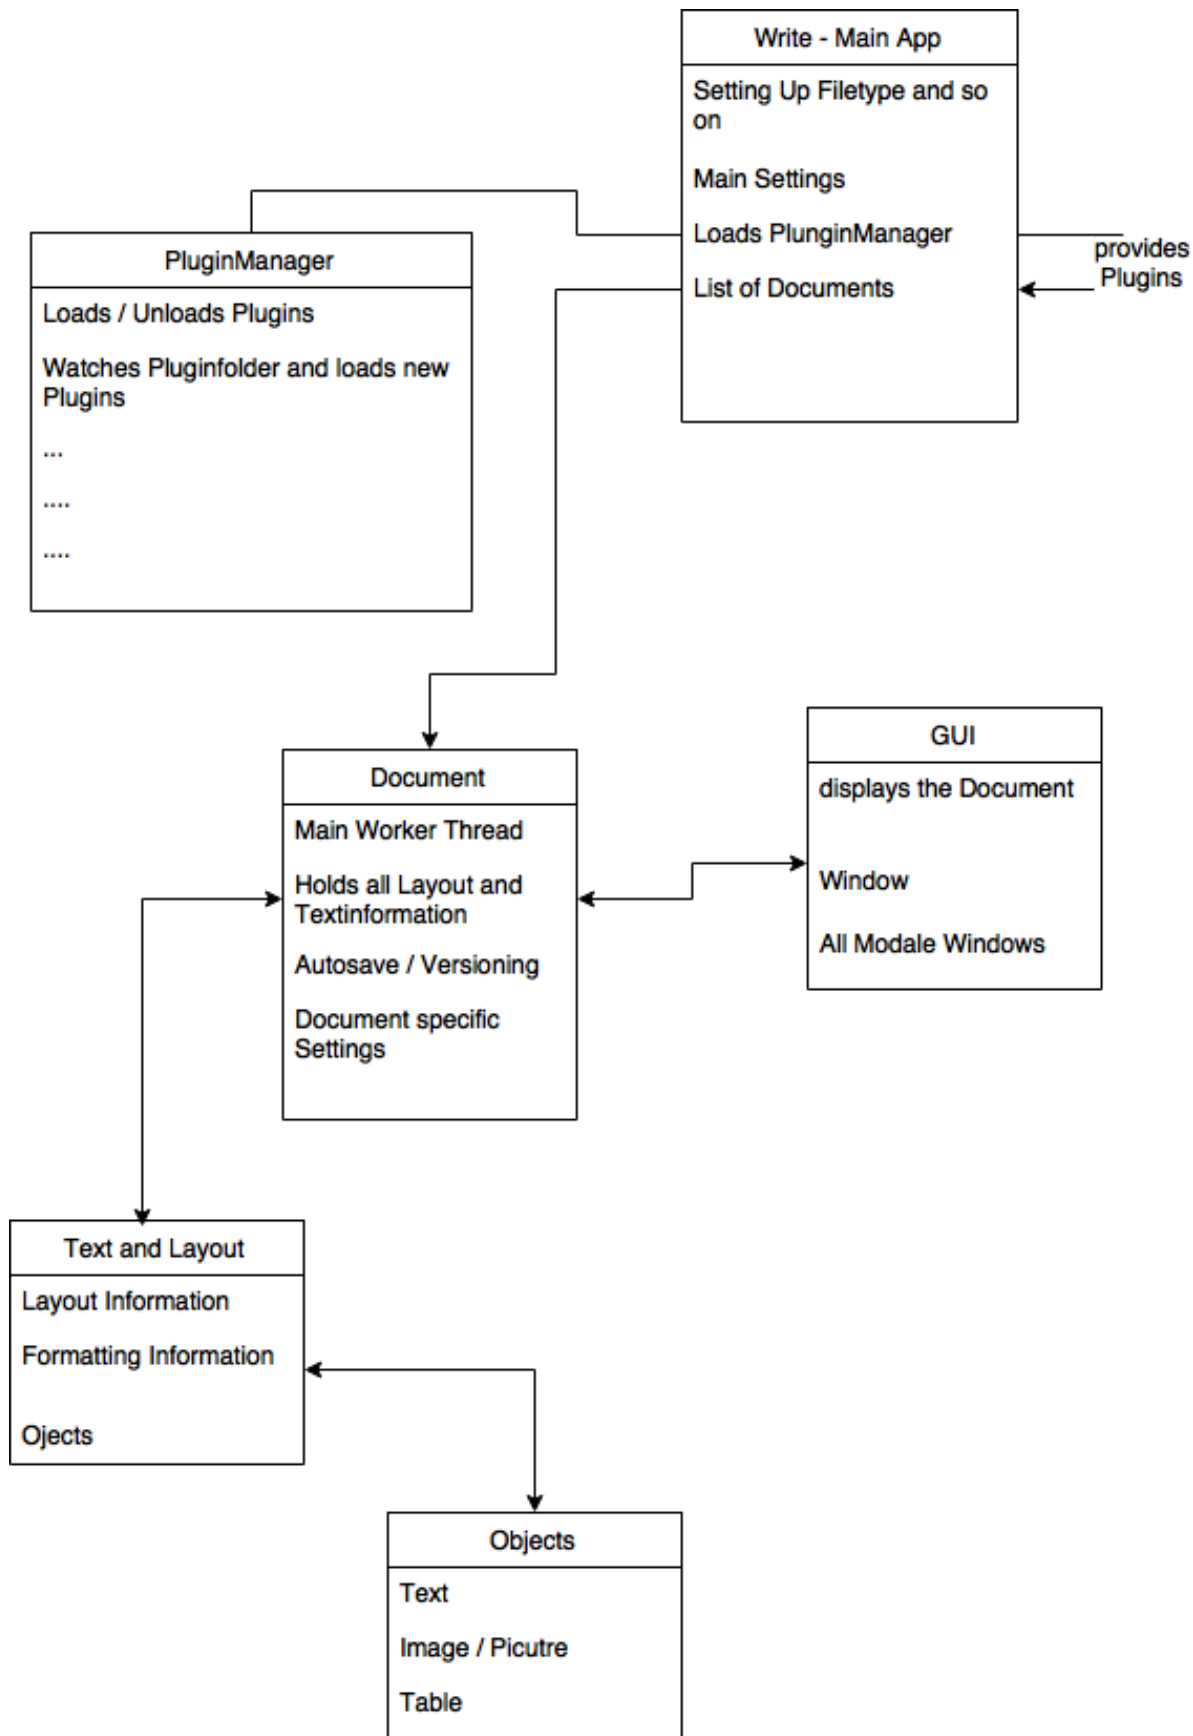 Write - Main App
Setting Up Filetype and so
on
Main Settings
Loads PlunginManager
List of Documents
provides
Plugins
PluginManager
Loads / Unloads Plugins
Watches Pluginfolder and loads new
Plugins
...
....
....
Document
Main Worker Thread
Holds all Layout and
Textinformation
Autosave / Versioning
Document specific
Settings
GUI
displays the Document
Window
All Modale Windows
Text and Layout
Layout Information
Formatting Information
Ojects
Objects
Text
Image / Picutre
Table